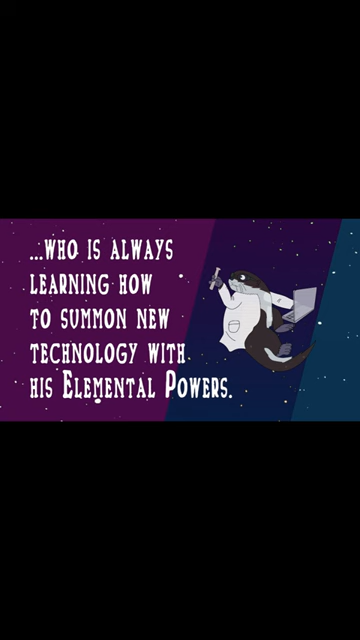 ...who is always
learning how
to summon new
technology with
his Elemental Powers.